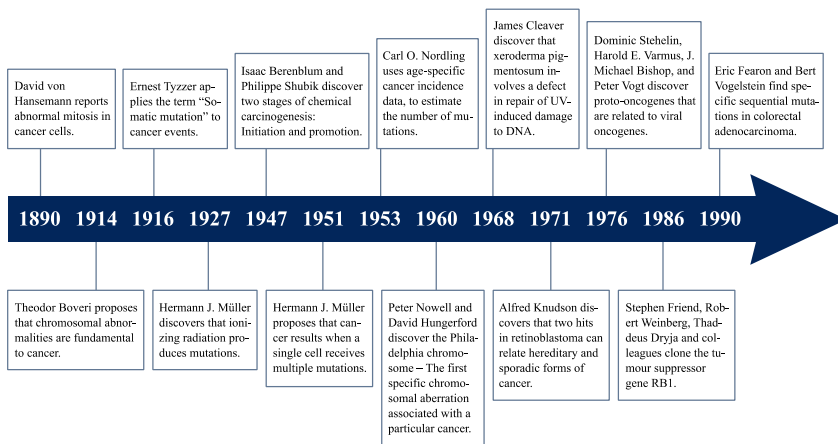 David von
Hansemann reports
abnormal mitosis in
cancer cells.
Ernest Tyzzer ap-
plies the term “So-
matic mutation” to
cancer events.
Isaac Berenblum and
Philippe Shubik discover
two stages of chemical
carcinogenesis:
Initiation and promotion.
Carl O. Nordling
uses age-specific
cancer incidence
data, to estimate
the number of mu-
tations.
James Cleaver
discover that
xeroderma pig-
mentosum in-
volves a defect
in repair of UV-
induced damage
to DNA.
Dominic Stehelin,
Harold E. Varmus, J.
Michael Bishop, and
Peter Vogt discover
proto-oncogenes that
are related to viral
oncogenes.
Eric Fearon and Bert
Vogelstein find spe-
cific sequential muta-
tions in colorectal
adenocarcinoma.
1890 1914 1916 1927 1947 1951 1953 1960 1968 1971 1976 1986 1990
Theodor Boveri proposes
that chromosomal abnor-
malities are fundamental
to cancer.
Hermann J. Müller
discovers that ioni-
zing radiation pro-
duces mutations.
Hermann J. Müller
proposes that can-
cer results when a
single cell receives
multiple mutations.
Peter Nowell and
David Hungerford
discover the Phila-
delphia chromo-
some – The first
specific chromo-
somal aberration
associated with a
particular cancer.
Alfred Knudson dis-
covers that two hits
in retinoblastoma can
relate hereditary and
sporadic forms of
cancer.
Stephen Friend, Rob-
ert Weinberg, Thad-
deus Dryja and co-
lleagues clone the tu-
mour suppressor
gene RB1.